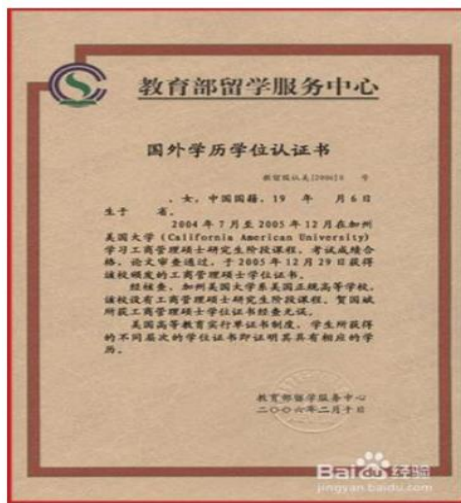 教育部留学服务中心
国外学历学位认证书
教留服认美[2006] 号
、女，中国国籍，19 年 月6日
生于 省。
2004年7月至2005年12月在加州
美国大学（California American University)
学习工商管理硕士研究生阶段课程，考试成绩合
格，论文审查通过，于2005年12月29日获得
该校颁发的工商管理硕士学位证书。
经核查，加州美国大学系美国正规高等学校，
该校设有工商管理硕士研究生阶段课程。贺国斌
所获工商管理硕士学位证书经查无误。
美国高等教育实行单证书制度，学生所获得
的不同层次的学位证书即证明其具有相应的学
历。
教育部留学服务中心
二〇〇六年二月十日
Baidu经验
jingyan.baidu.com